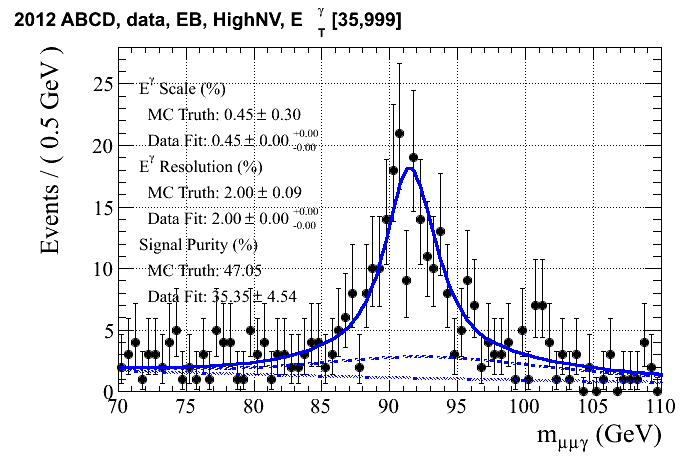 2012 ABCD, data, EB, HighNV, E_T^γ [35,999]
Events / ( 0.5 GeV )
25
20
15
10
5
0
E^γ Scale (%)
MC Truth: 0.45 ± 0.30
Data Fit: 0.45 ± 0.00 +0.00 -0.00
E^γ Resolution (%)
MC Truth: 2.00 ± 0.09
Data Fit: 2.00 ± 0.00 +0.00 -0.00
Signal Purity (%)
MC Truth: 47.05
Data Fit: 35.35 ± 4.54
70 75 80 85 90 95 100 105 110
m_μμγ (GeV)